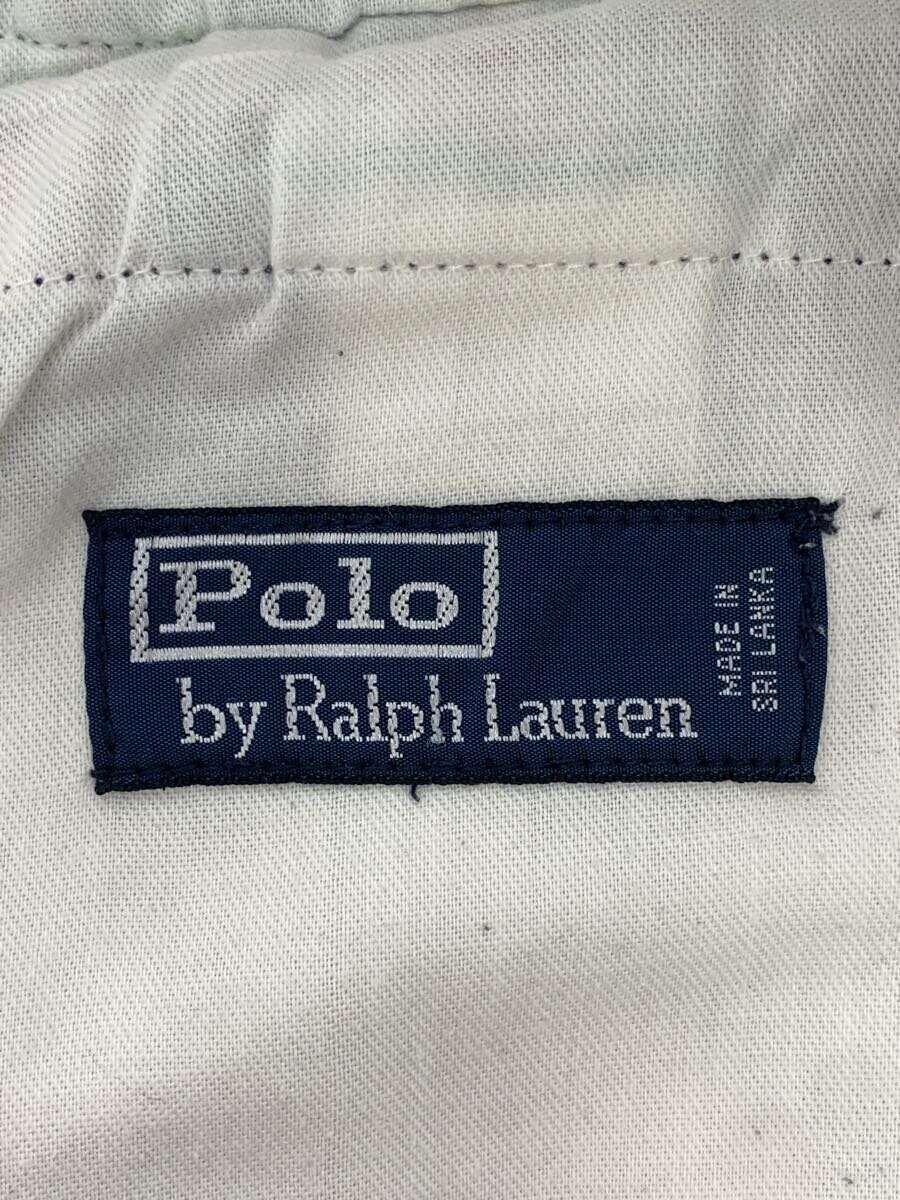 Polo
by Ralph Lauren
MADE IN
SRI LANKA